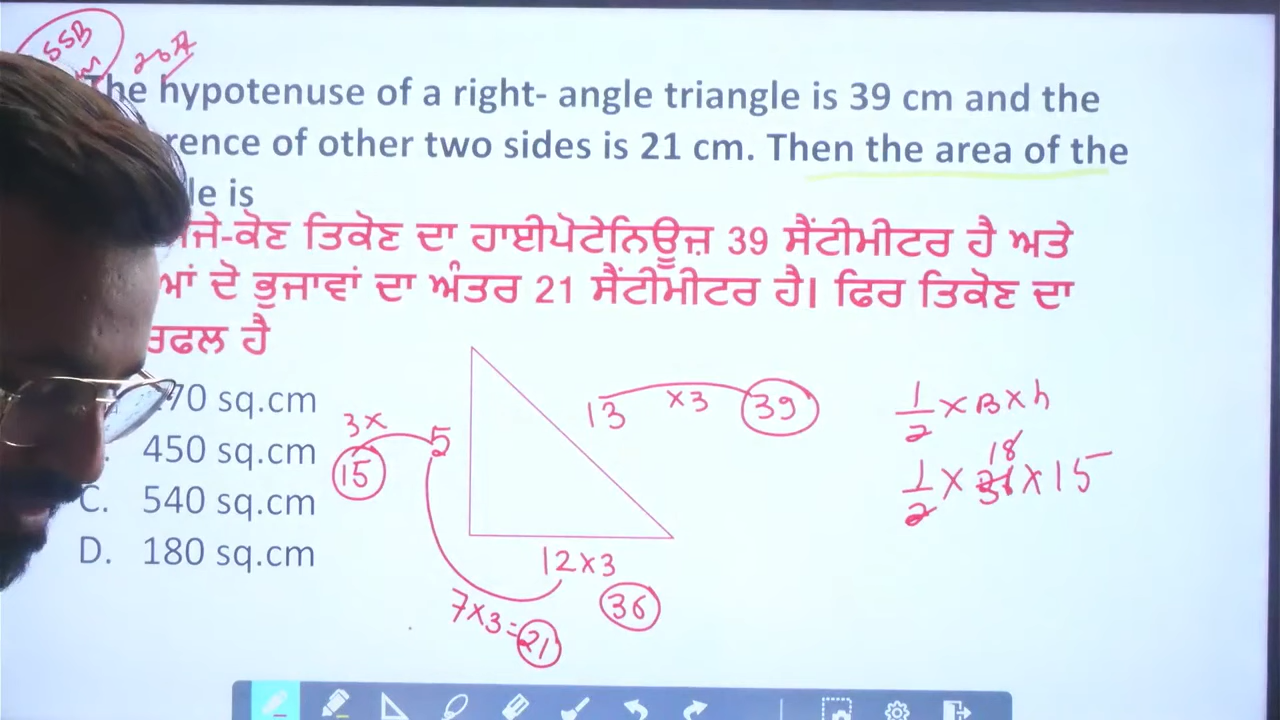 SSB
2017
The hypotenuse of a right- angle triangle is 39 cm and the
rence of other two sides is 21 cm. Then the area of the
le is
ਜੇ-ਕੋਣ ਤਿਕੋਣ ਦਾ ਹਾਈਪੋਟੇਨਿਊਜ਼ 39 ਸੈਂਟੀਮੀਟਰ ਹੈ ਅਤੇ
ਆਂ ਦੋ ਭੁਜਾਵਾਂ ਦਾ ਅੰਤਰ 21 ਸੈਂਟੀਮੀਟਰ ਹੈ। ਫਿਰ ਤਿਕੋਣ ਦਾ
ਰਫਲ ਹੈ
70 sq.cm
450 sq.cm
C. 540 sq.cm
D. 180 sq.cm
3×
15
5
13 ×3 39
12×3
36
7×3=21
1/2 × B × h
18
1/2 × 36 × 15